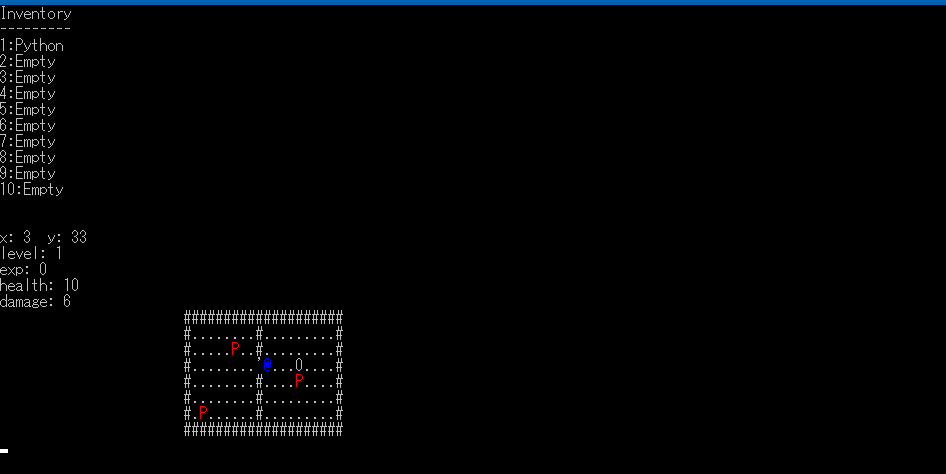 Inventory
---------
1:Python
2:Empty
3:Empty
4:Empty
5:Empty
6:Empty
7:Empty
8:Empty
9:Empty
10:Empty
x: 3  y: 33
level: 1
exp: 0
health: 10
damage: 6
####################
#........#.........#
#.....P..#.........#
#........'@...O....#
#........#....P....#
#........#.........#
#.P......#.........#
####################